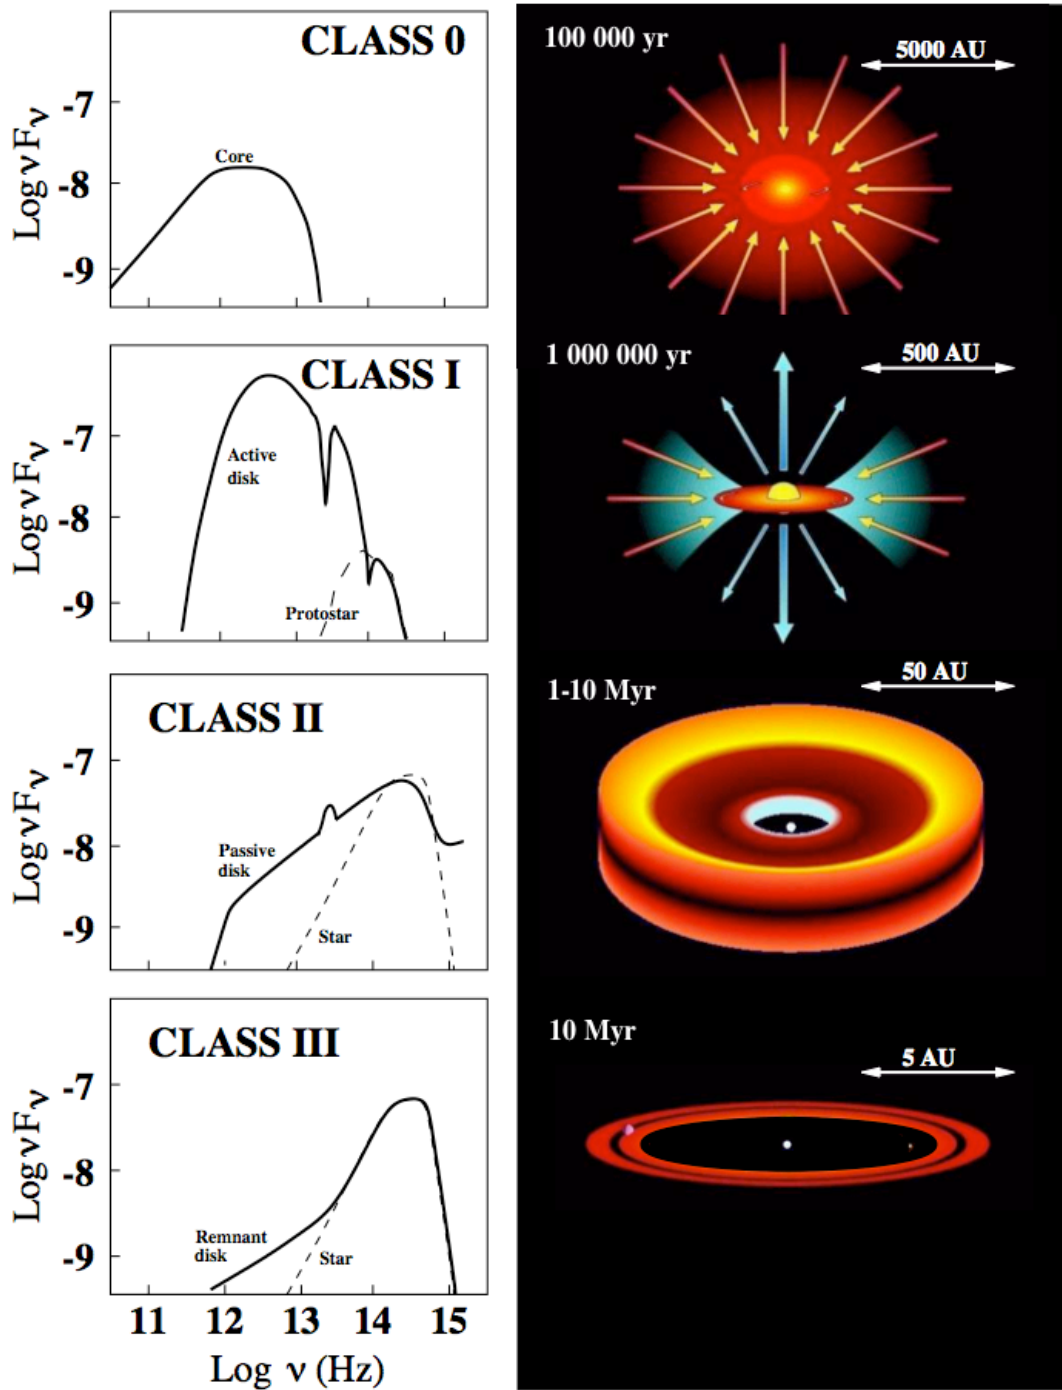 CLASS 0
Log νFν
-7
-8
-9
Core
100 000 yr
5000 AU
CLASS I
Log νFν
-7
-8
-9
Active
disk
Protostar
1 000 000 yr
500 AU
CLASS II
Log νFν
-7
-8
-9
Passive
disk
Star
1-10 Myr
50 AU
CLASS III
Log νFν
-7
-8
-9
Remnant
disk
Star
11 12 13 14 15
Log ν (Hz)
10 Myr
5 AU